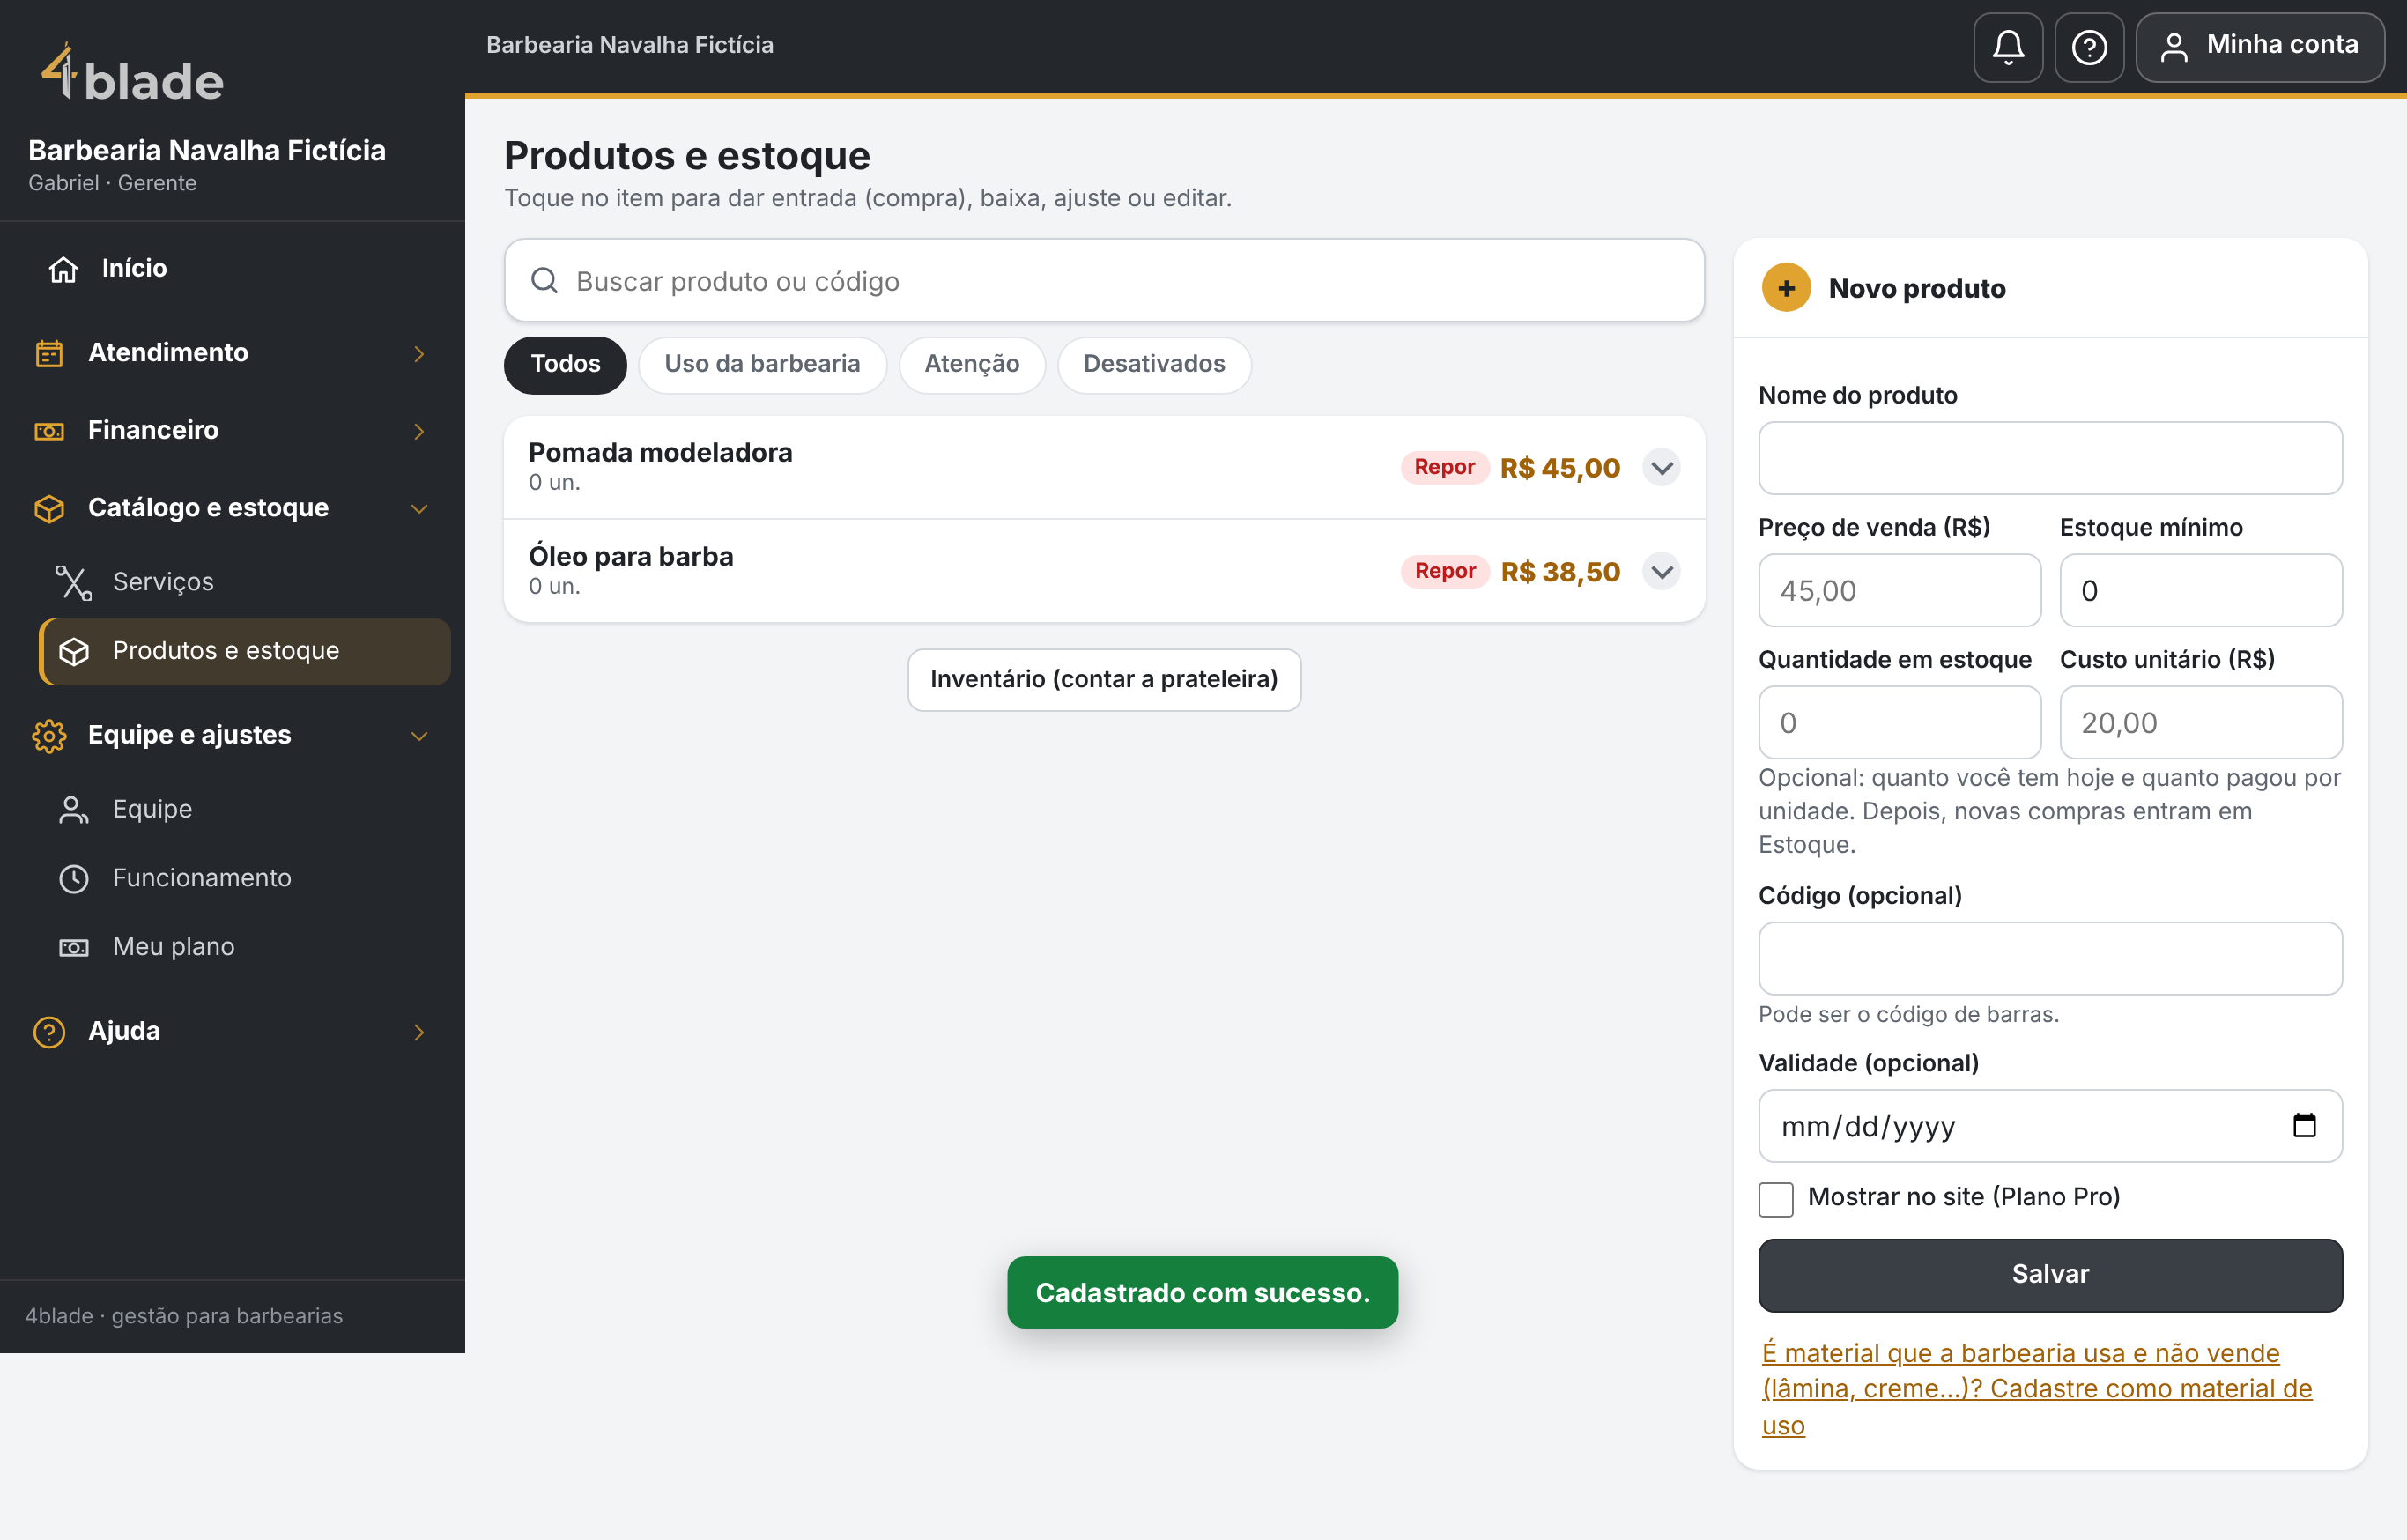 4blade
Barbearia Navalha Fictícia
Gabriel · Gerente
Início
Atendimento
Financeiro
Catálogo e estoque
Serviços
Produtos e estoque
Equipe e ajustes
Equipe
Funcionamento
Meu plano
Ajuda
4blade · gestão para barbearias
Barbearia Navalha Fictícia
Minha conta
Produtos e estoque
Toque no item para dar entrada (compra), baixa, ajuste ou editar.
Buscar produto ou código
Todos
Uso da barbearia
Atenção
Desativados
Pomada modeladora
0 un.
Repor
R$ 45,00
Óleo para barba
0 un.
Repor
R$ 38,50
Inventário (contar a prateleira)
Cadastrado com sucesso.
Novo produto
Nome do produto
Preço de venda (R$)
45,00
Estoque mínimo
0
Quantidade em estoque
0
Custo unitário (R$)
20,00
Opcional: quanto você tem hoje e quanto pagou por
unidade. Depois, novas compras entram em
Estoque.
Código (opcional)
Pode ser o código de barras.
Validade (opcional)
mm/dd/yyyy
Mostrar no site (Plano Pro)
Salvar
É material que a barbearia usa e não vende
(lâmina, creme...)? Cadastre como material de
uso